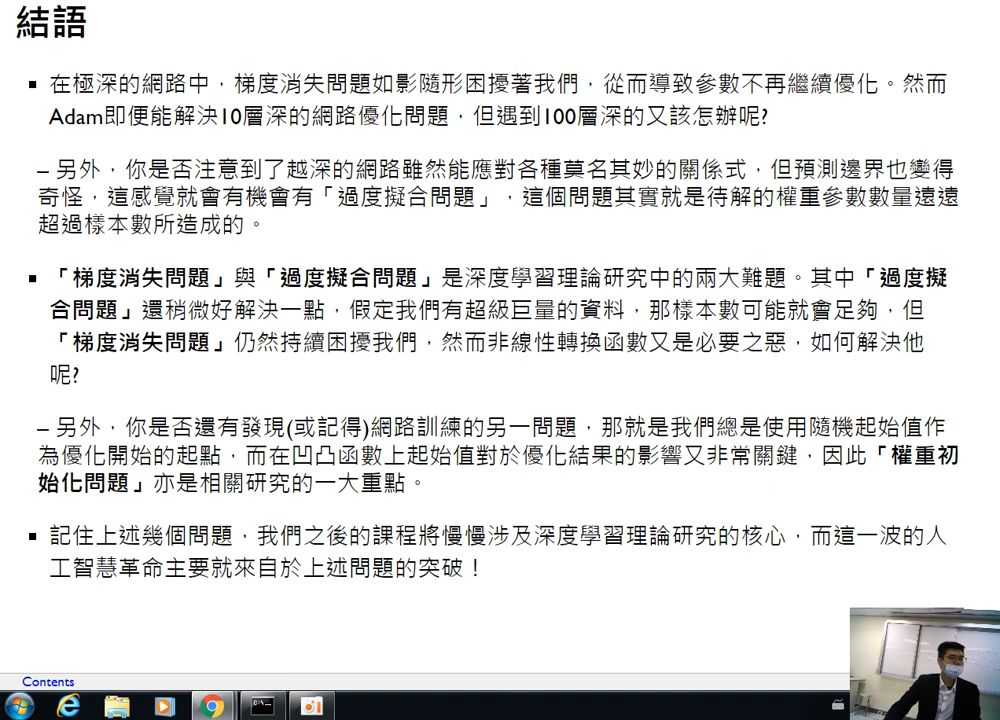 結語
▪ 在極深的網路中，梯度消失問題如影隨形困擾著我們，從而導致參數不再繼續優化。然而
Adam即便能解決10層深的網路優化問題，但遇到100層深的又該怎辦呢?
– 另外，你是否注意到了越深的網路雖然能應對各種莫名其妙的關係式，但預測邊界也變得
奇怪，這感覺就會有機會有「過度擬合問題」，這個問題其實就是待解的權重參數數量遠遠
超過樣本數所造成的。
▪ 「梯度消失問題」與「過度擬合問題」是深度學習理論研究中的兩大難題。其中「過度擬
合問題」還稍微好解決一點，假定我們有超級巨量的資料，那樣本數可能就會足夠，但
「梯度消失問題」仍然持續困擾我們，然而非線性轉換函數又是必要之惡，如何解決他
呢?
– 另外，你是否還有發現(或記得)網路訓練的另一問題，那就是我們總是使用隨機起始值作
為優化開始的起點，而在凹凸函數上起始值對於優化結果的影響又非常關鍵，因此「權重初
始化問題」亦是相關研究的一大重點。
▪ 記住上述幾個問題，我們之後的課程將慢慢涉及深度學習理論研究的核心，而這一波的人
工智慧革命主要就來自於上述問題的突破！
Contents